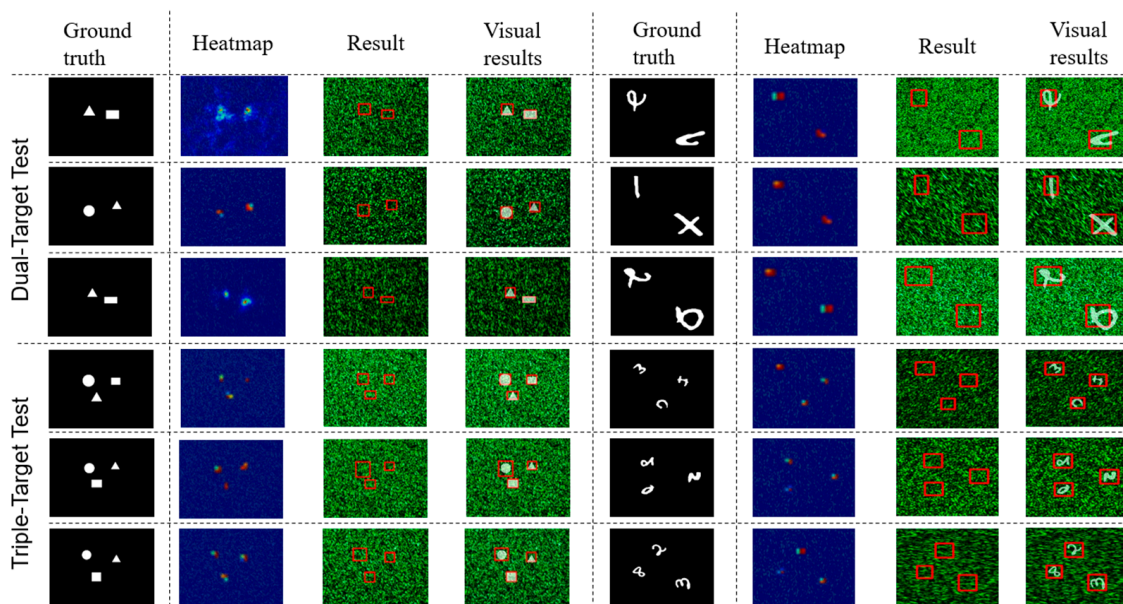 Ground truth
Heatmap
Result
Visual results
Ground truth
Heatmap
Result
Visual results
Dual-Target Test
Triple-Target Test